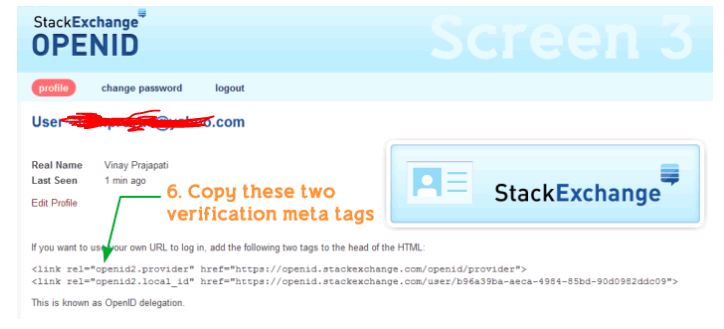 StackExchange
OPENID
Screen 3
profile change password logout
User .com
Real Name Vinay Prajapati
Last Seen 1 min ago
Edit Profile
6. Copy these two
verification meta tags
StackExchange
If you want to use your own URL to log in, add the following two tags to the head of the HTML:
<link rel="openid2.provider" href="https://openid.stackexchange.com/openid/provider">
<link rel="openid2.local_id" href="https://openid.stackexchange.com/user/b96a39ba-aeca-4984-85bd-90d0982ddc09">
This is known as OpenID delegation.